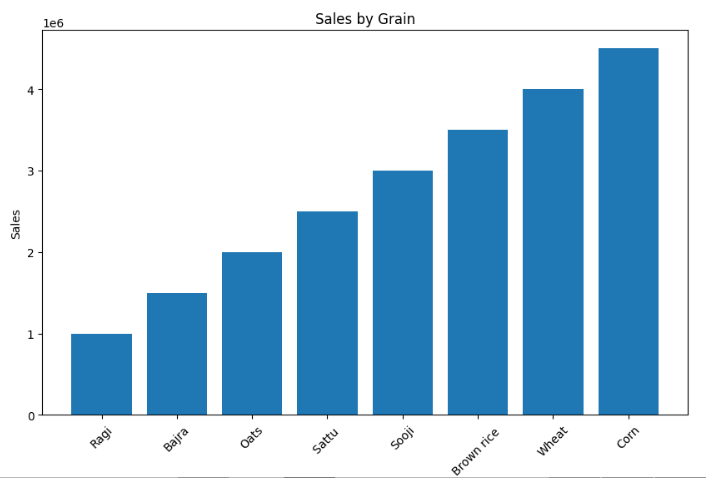 Sales by Grain
1e6
Sales
4
3
2
1
0
Ragi
Bajra
Oats
Sattu
Sooji
Brown rice
Wheat
Corn